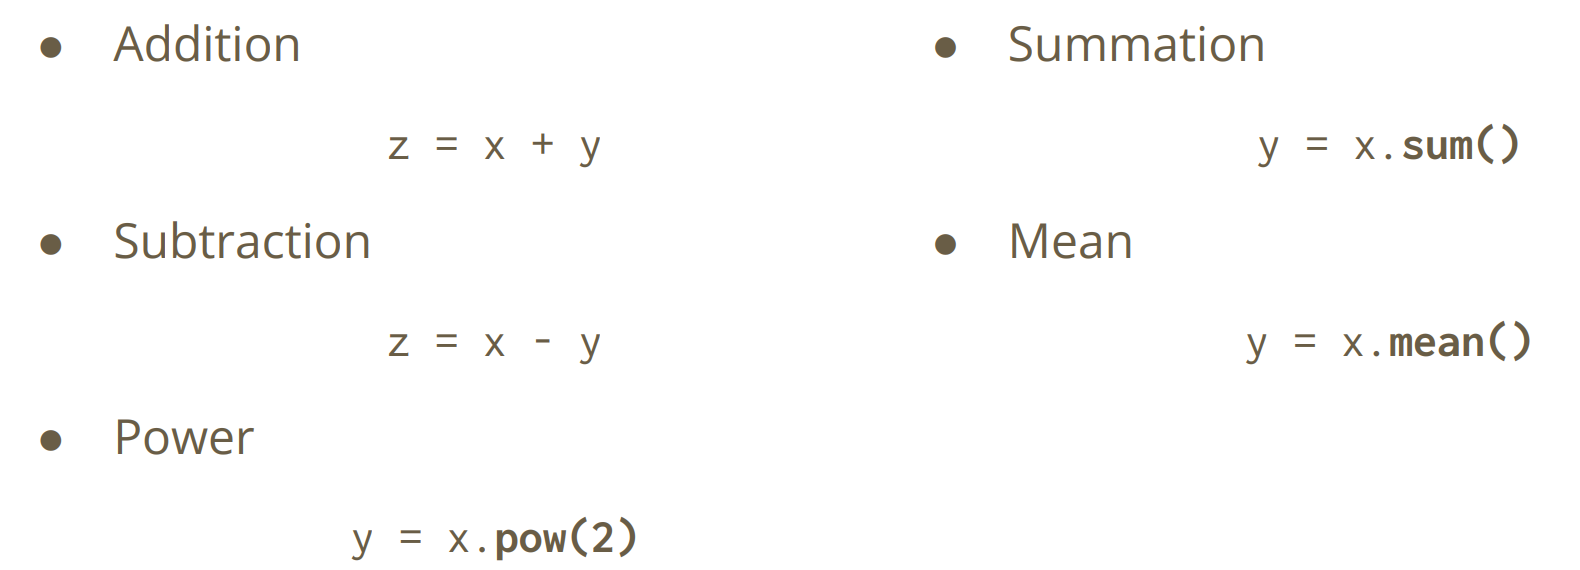 ● Addition
z = x + y
● Subtraction
z = x - y
● Power
y = x.pow(2)
● Summation
y = x.sum()
● Mean
y = x.mean()